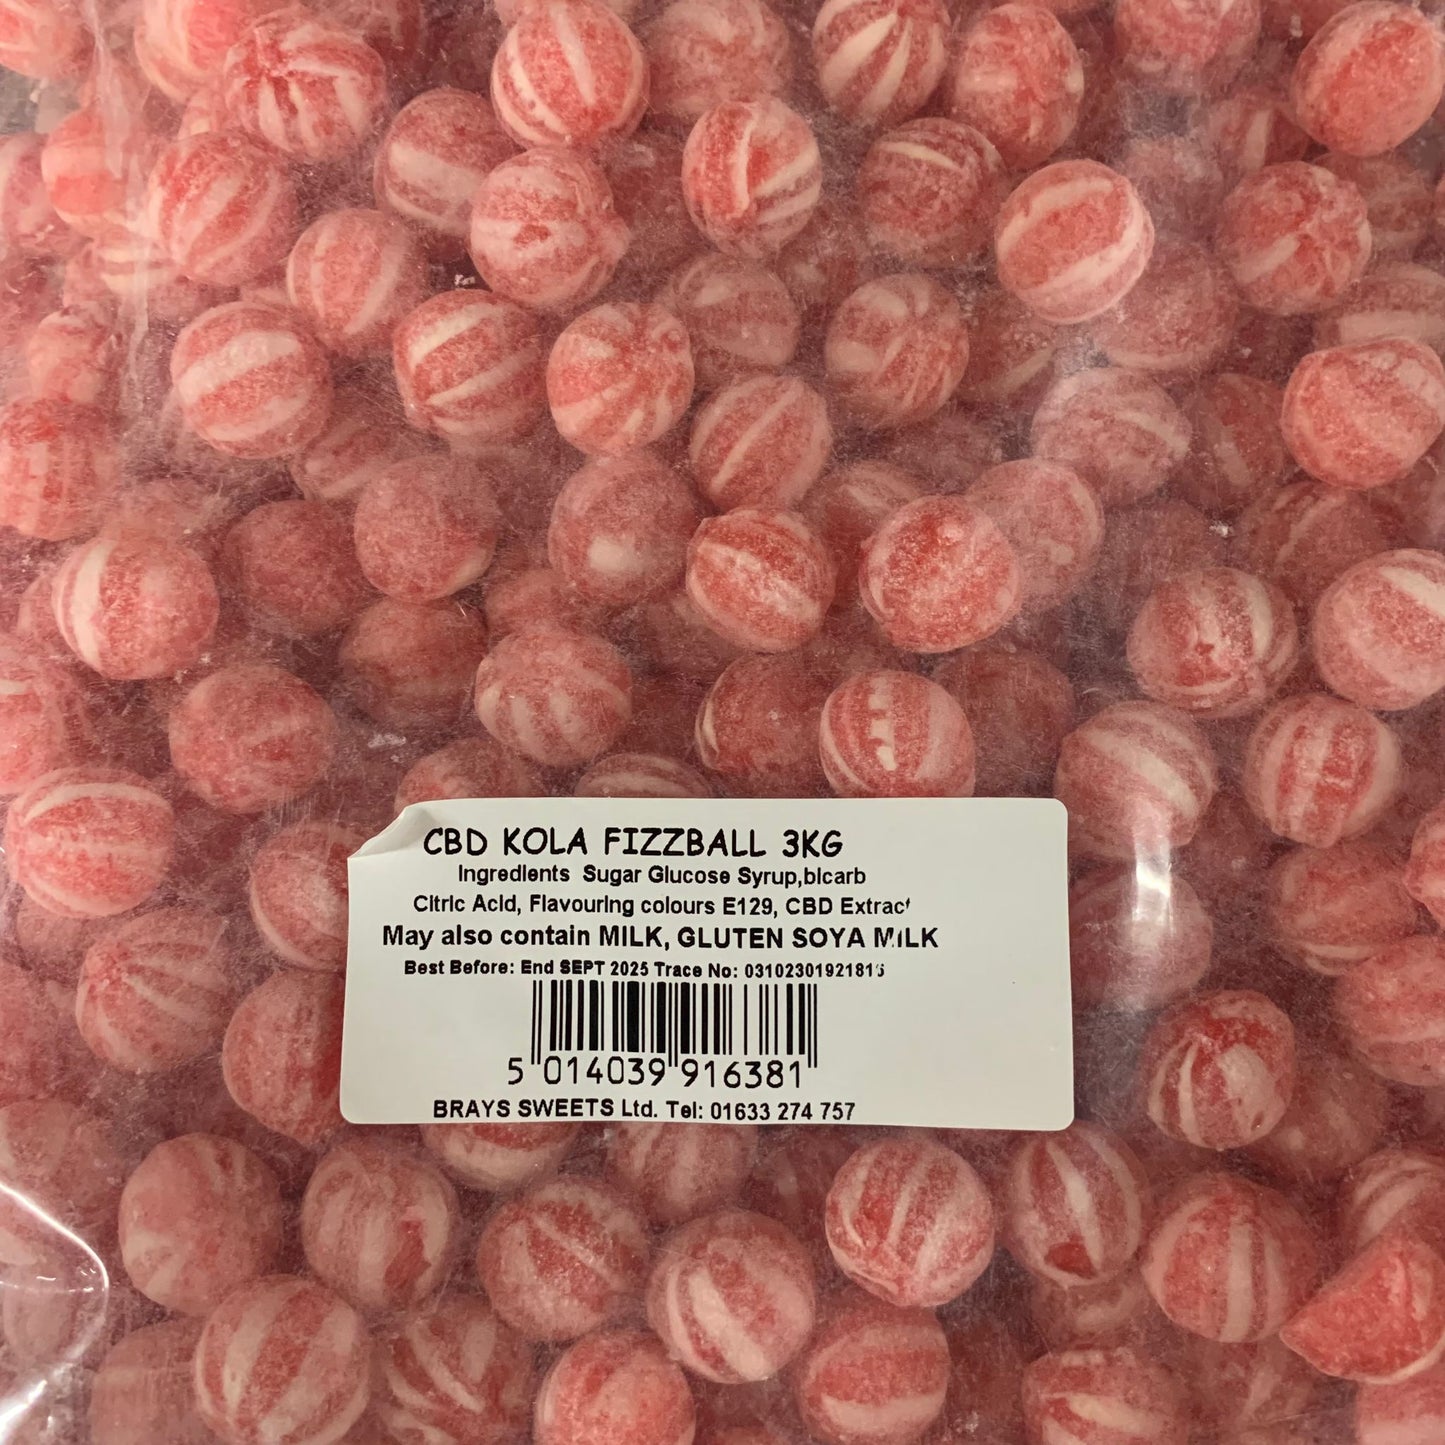 CBD KOLA FIZZBALL 3KG
Ingredients Sugar Glucose Syrup,bicarb
Citric Acid, Flavouring colours E129, CBD Extract
May also contain MILK, GLUTEN SOYA MILK
Best Before: End SEPT 2025 Trace No:
5 014039 916381
BRAYS SWEETS Ltd. Tel: 01633 274 757